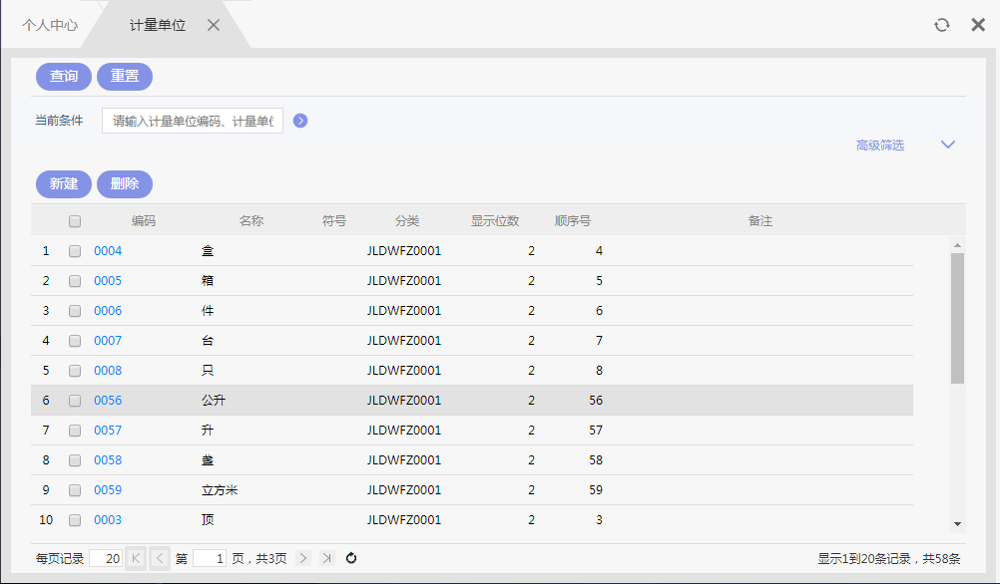 个人中心 计量单位
查询 重置
当前条件 请输入计量单位编码、计量单位
高级筛选
新建 删除
编码 名称 符号 分类 显示位数 顺序号 备注
1 0004 盒 JLDWFZ0001 2 4
2 0005 箱 JLDWFZ0001 2 5
3 0006 件 JLDWFZ0001 2 6
4 0007 台 JLDWFZ0001 2 7
5 0008 只 JLDWFZ0001 2 8
6 0056 公升 JLDWFZ0001 2 56
7 0057 升 JLDWFZ0001 2 57
8 0058 盏 JLDWFZ0001 2 58
9 0059 立方米 JLDWFZ0001 2 59
10 0003 顶 JLDWFZ0001 2 3
每页记录 20 第 1 页，共3页 显示1到20条记录，共58条